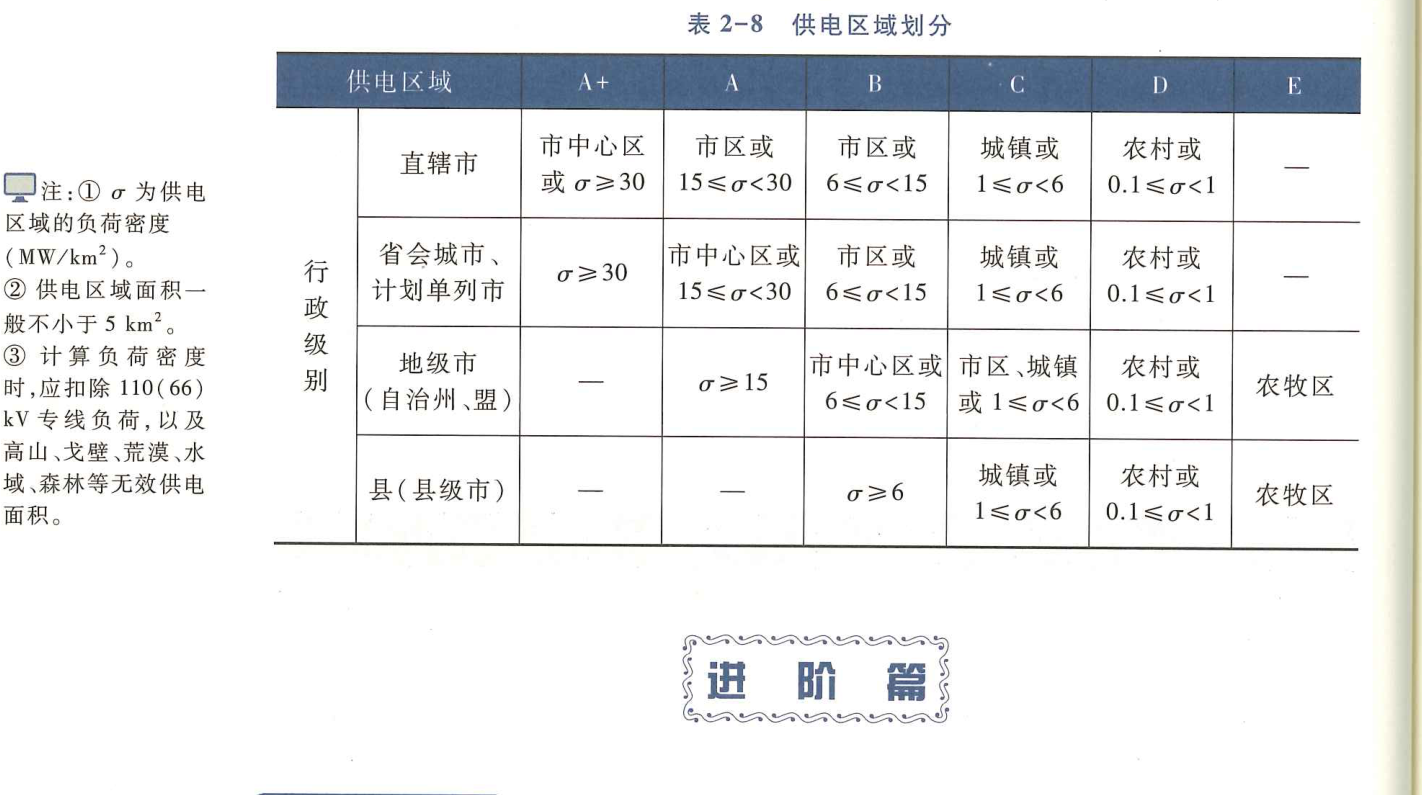 表 2-8 供电区域划分
供电区域 A+ A B C D E
行政级别
直辖市
市中心区
或 σ≥30
市区或
15≤σ<30
市区或
6≤σ<15
城镇或
1≤σ<6
农村或
0.1≤σ<1
—
省会城市、
计划单列市
σ≥30
市中心区或
15≤σ<30
市区或
6≤σ<15
城镇或
1≤σ<6
农村或
0.1≤σ<1
—
地级市
(自治州、盟)
—
σ≥15
市中心区或
6≤σ<15
市区、城镇
或 1≤σ<6
农村或
0.1≤σ<1
农牧区
县(县级市)
—
—
σ≥6
城镇或
1≤σ<6
农村或
0.1≤σ<1
农牧区
注:① σ 为供电
区域的负荷密度
(MW/km²)。
② 供电区域面积一
般不小于 5 km²。
③ 计算负荷密度
时,应扣除 110(66)
kV 专线负荷,以及
高山、戈壁、荒漠、水
域、森林等无效供电
面积。
进 阶 篇